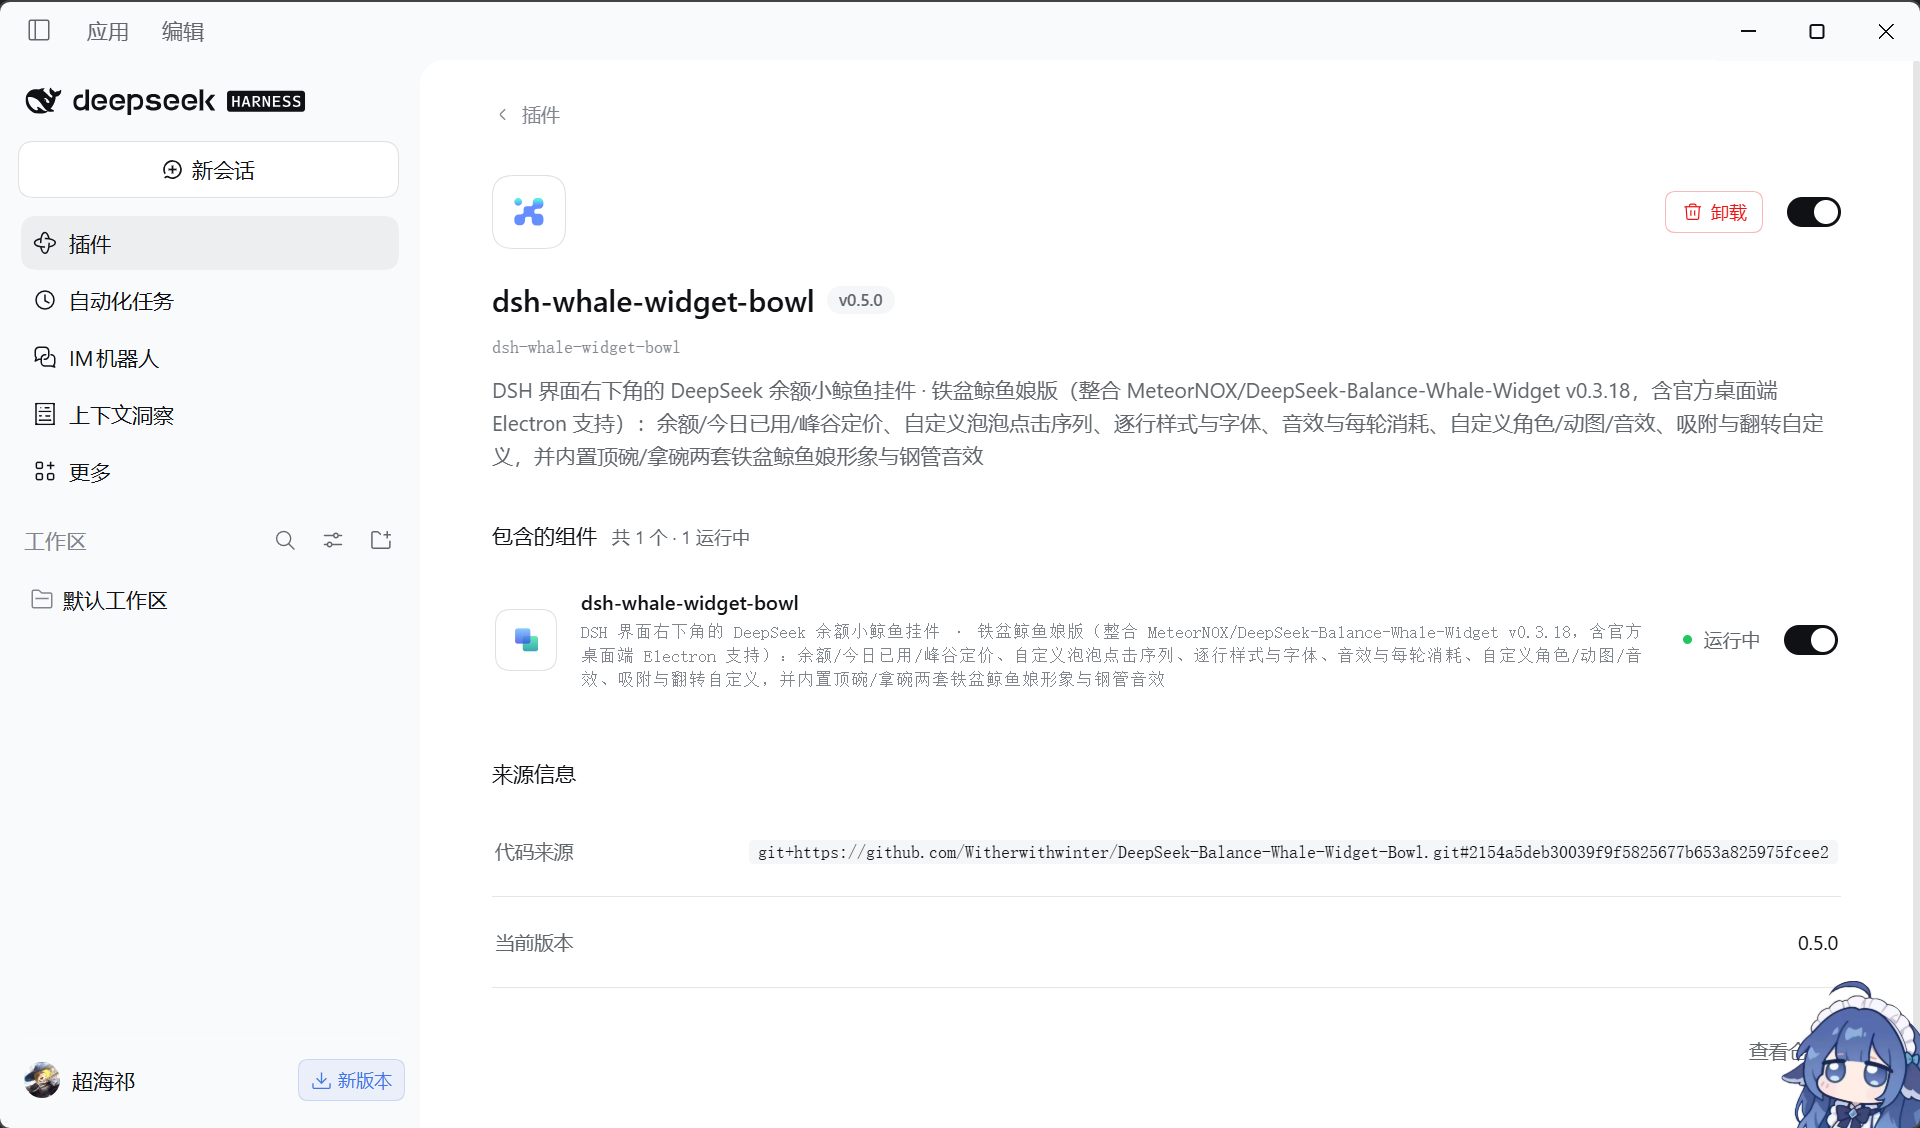 应用 编辑
deepseek HARNESS
新会话
插件
自动化任务
IM机器人
上下文洞察
更多
工作区
默认工作区
超海祁
新版本
插件
卸载
dsh-whale-widget-bowl v0.5.0
dsh-whale-widget-bowl
DSH 界面右下角的 DeepSeek 余额小鲸鱼挂件 · 铁盆鲸鱼娘版（整合 MeteorNOX/DeepSeek-Balance-Whale-Widget v0.3.18，含官方桌面端
Electron 支持）：余额/今日已用/峰谷定价、自定义泡泡点击序列、逐行样式与字体、音效与每轮消耗、自定义角色/动图/音效、吸附与翻转自定
义，并内置顶碗/拿碗两套铁盆鲸鱼娘形象与钢管音效
包含的组件 共 1 个 · 1 运行中
dsh-whale-widget-bowl
DSH 界面右下角的 DeepSeek 余额小鲸鱼挂件 · 铁盆鲸鱼娘版（整合 MeteorNOX/DeepSeek-Balance-Whale-Widget v0.3.18，含官方
桌面端 Electron 支持）：余额/今日已用/峰谷定价、自定义泡泡点击序列、逐行样式与字体、音效与每轮消耗、自定义角色/动图/音
效、吸附与翻转自定义，并内置顶碗/拿碗两套铁盆鲸鱼娘形象与钢管音效
运行中
来源信息
代码来源 git+https://github.com/Witherwithwinter/DeepSeek-Balance-Whale-Widget-Bowl.git#2154a5deb30039f9f5825677b653a825975fcee2
当前版本 0.5.0
查看